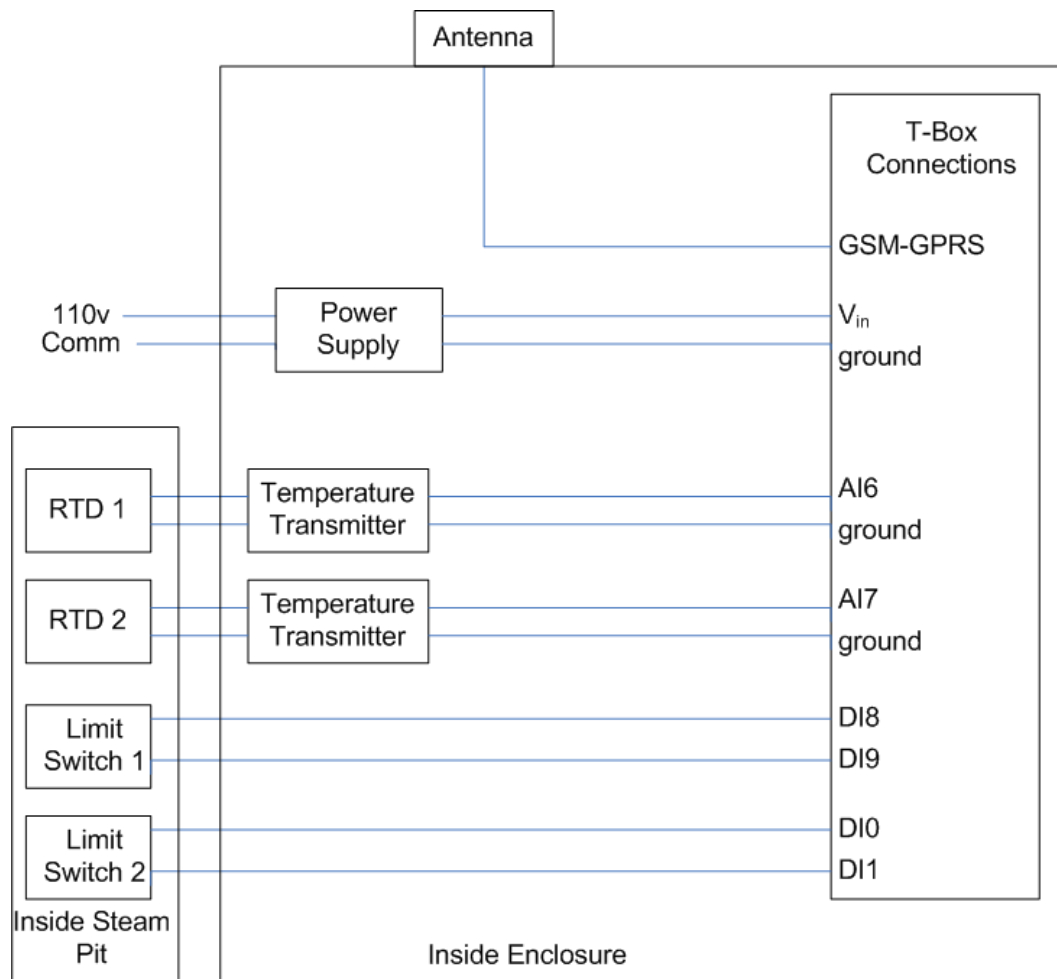 Antenna
T-Box
Connections
GSM-GPRS
110v
Comm
Power
Supply
Vin
ground
RTD 1
Temperature
Transmitter
AI6
ground
RTD 2
Temperature
Transmitter
AI7
ground
Limit
Switch 1
DI8
DI9
Limit
Switch 2
DI0
DI1
Inside Steam
Pit
Inside Enclosure